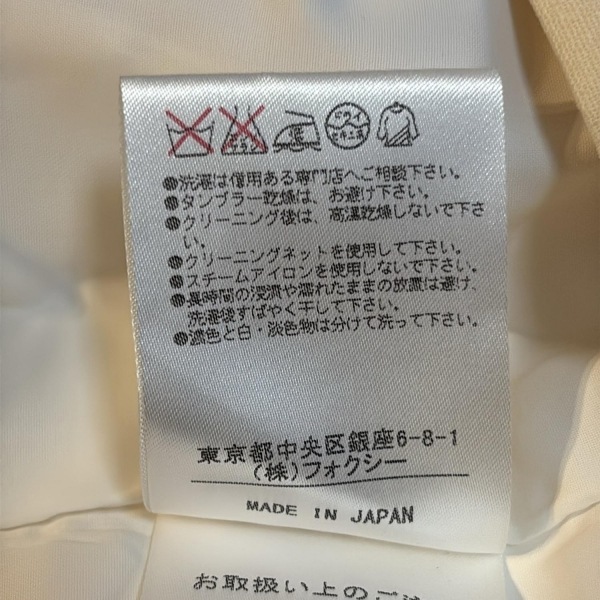 ●洗濯は信用ある専門店へご相談下さい。
●タンブラー乾燥は、お避け下さい。
●クリーニング後は、高温乾燥しないで下さ
い。
●クリーニングネットを使用して下さい。
●スチームアイロンを使用しないで下さい。
●長時間の浸漬や濡れたままの放置は避け、
洗濯後すばやく干して下さい。
●濃色と白・淡色物は分けて洗って下さい。
東京都中央区銀座6-8-1
(株)フォクシー
MADE IN JAPAN
お取扱い上のご